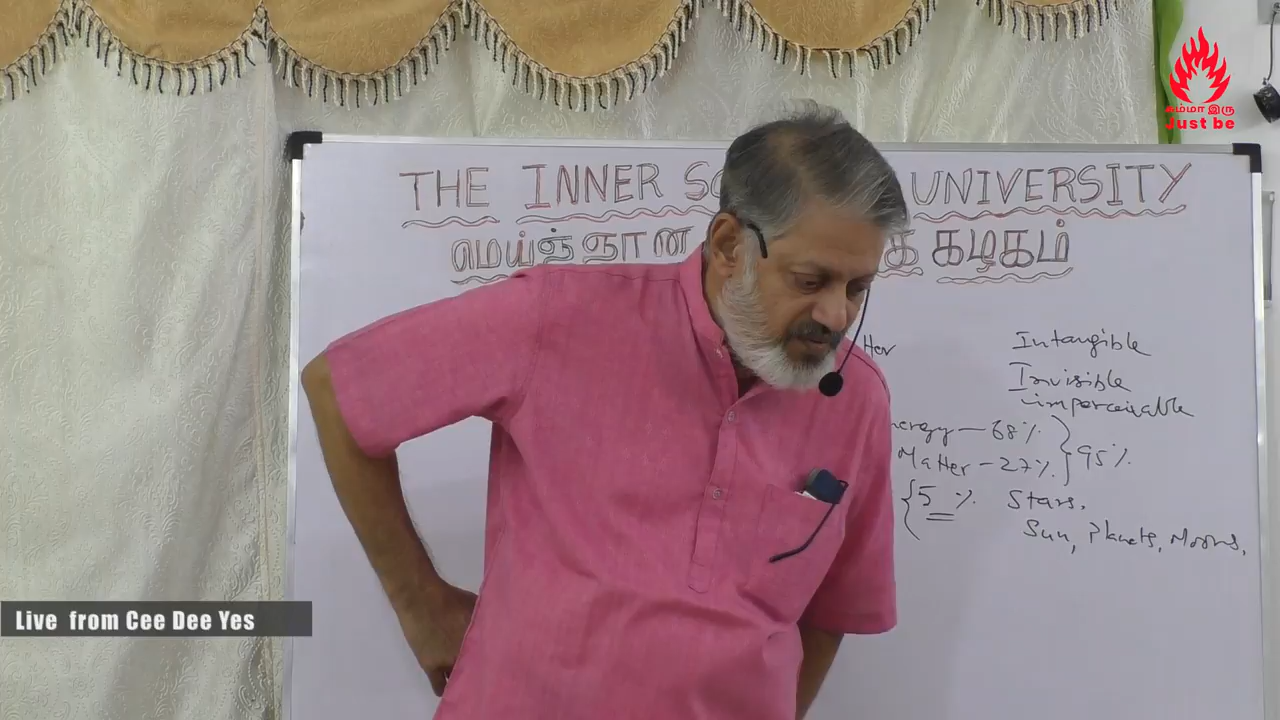 சும்மா இரு
Just be
THE INNER SC UNIVERSITY
மெய்ஞ்ஞான க கழகம்
tter Intangible
Invisible
imperceivable
nergy - 68% } 95%
Matter - 27%
{ 5% Stars,
Sun, Planets, Moons,
Live from Cee Dee Yes